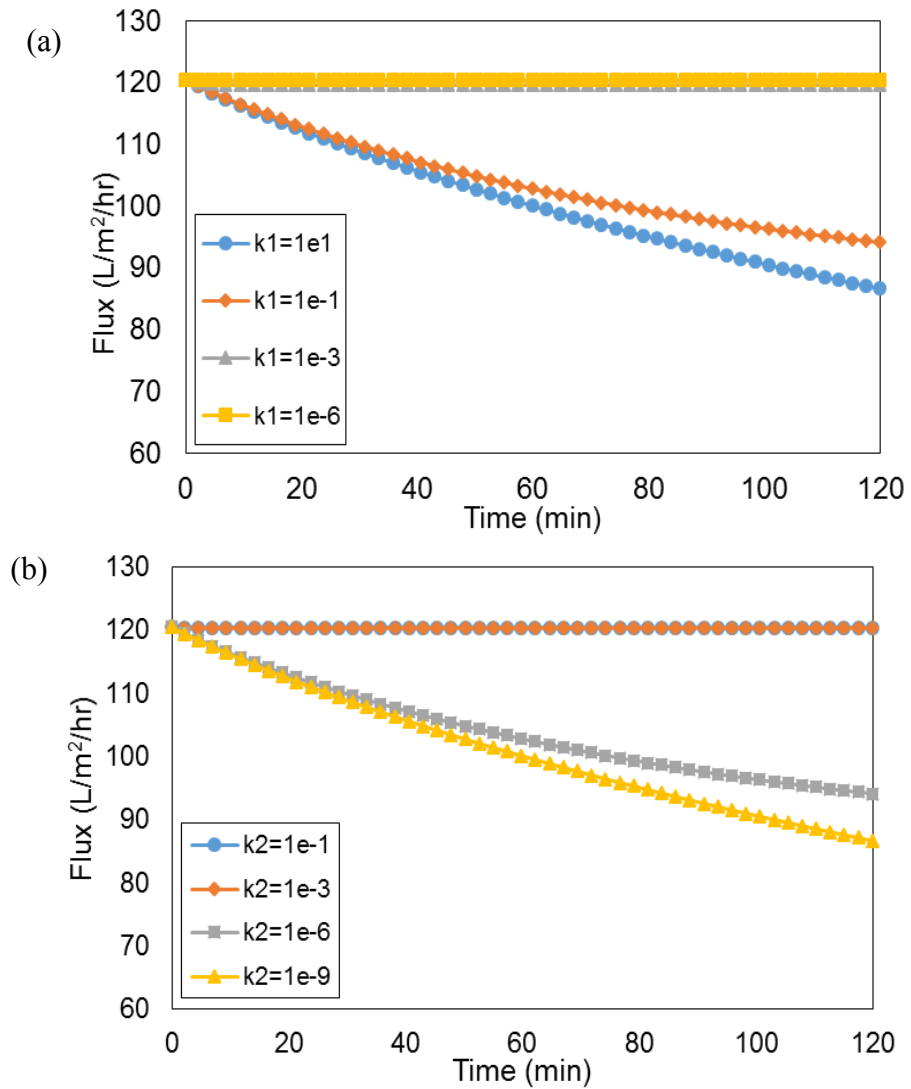 (a)
130
120
110
100
90
80
70
60
Flux (L/m²/hr)
k1=1e1
k1=1e-1
k1=1e-3
k1=1e-6
0 20 40 60 80 100 120
Time (min)
(b)
130
120
110
100
90
80
70
60
Flux (L/m²/hr)
k2=1e-1
k2=1e-3
k2=1e-6
k2=1e-9
0 20 40 60 80 100 120
Time (min)